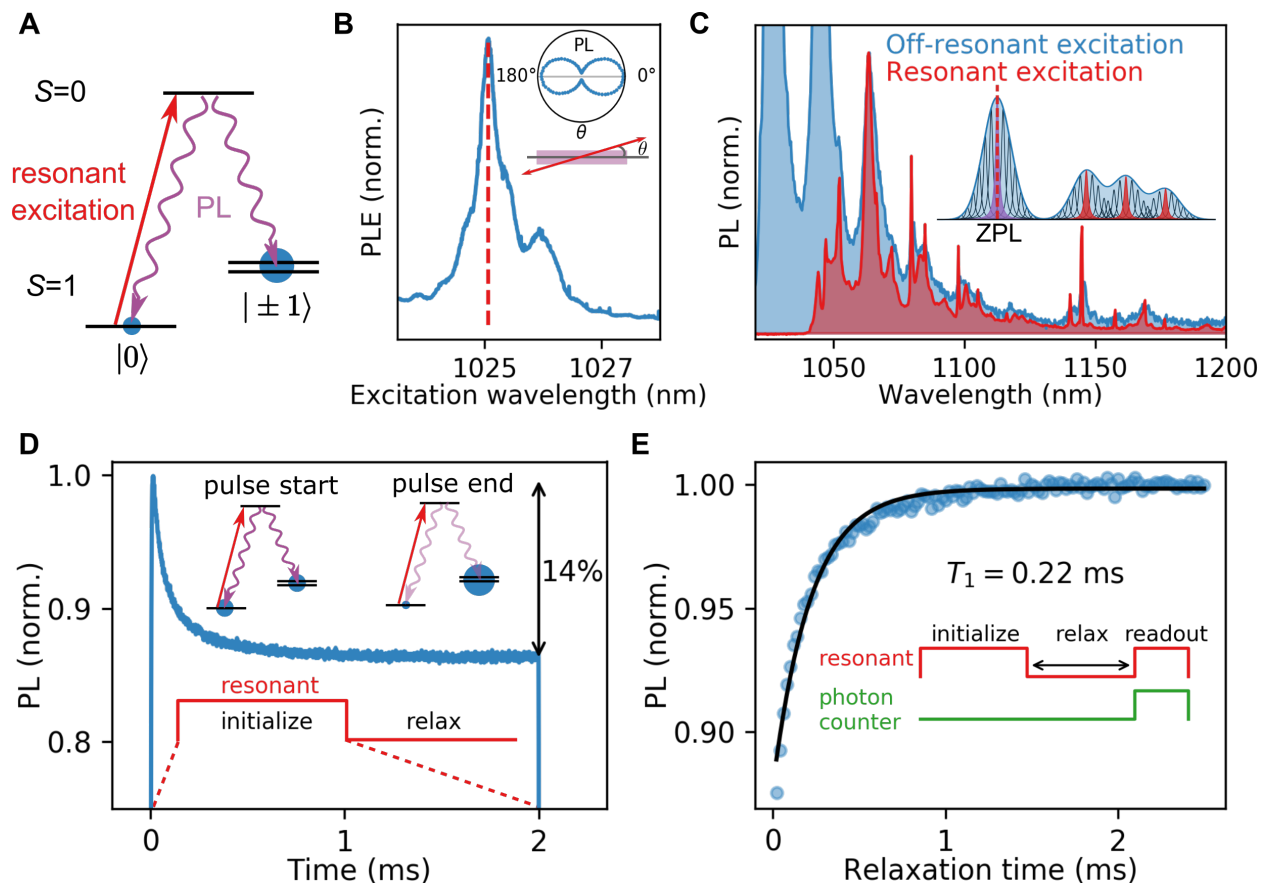 A
S=0
resonant
excitation
PL
S=1
|±1⟩
|0⟩
B
PLE (norm.)
PL
180°
0°
θ
θ
1025
1027
Excitation wavelength (nm)
C
PL (norm.)
Off-resonant excitation
Resonant excitation
ZPL
1050
1100
1150
1200
Wavelength (nm)
D
PL (norm.)
1.0
0.9
0.8
pulse start
pulse end
14%
resonant
initialize
relax
0
1
2
Time (ms)
E
PL (norm.)
1.00
0.95
0.90
T₁ = 0.22 ms
initialize
relax
readout
resonant
photon
counter
0
1
2
Relaxation time (ms)